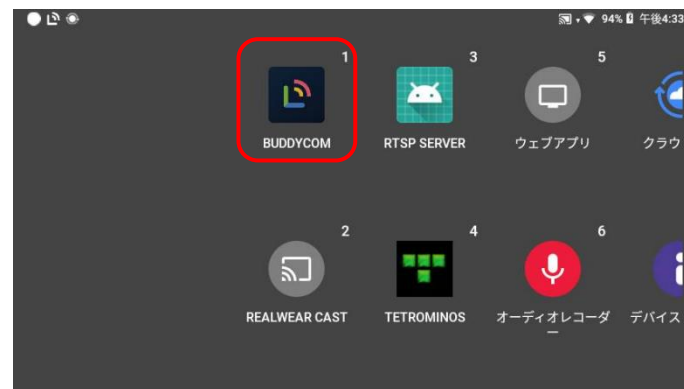 94% 午後4:33
1
3
5
BUDDYCOM
RTSP SERVER
ウェブアプリ
クラウ
2
4
6
REALWEAR CAST
TETROMINOS
オーディオレコーダ
ー
デバイス